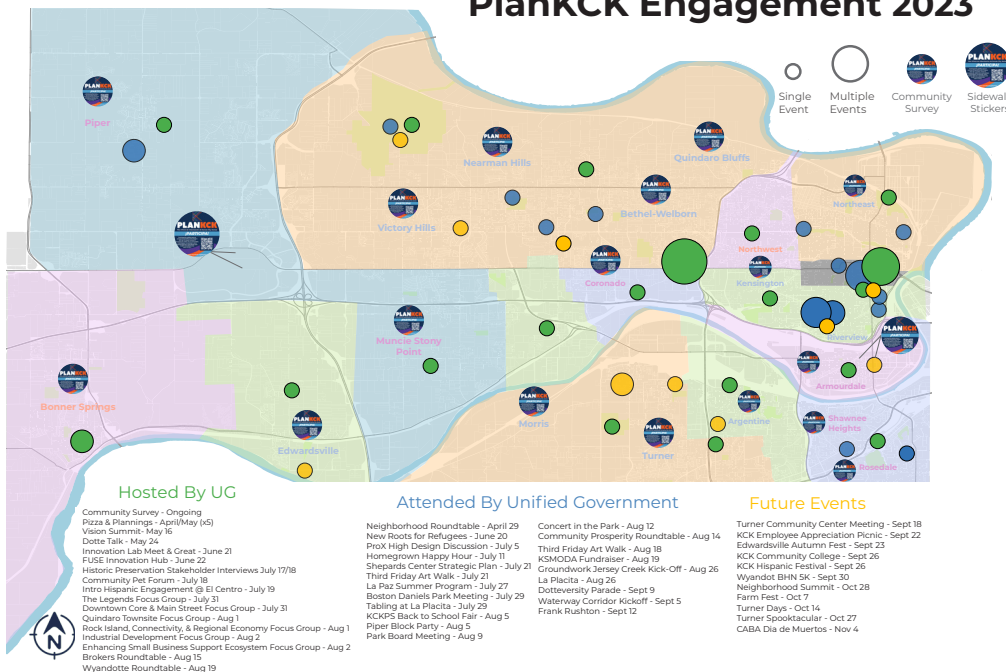 PlanKCK Engagement 2023
Single
Event
Multiple
Events
Community
Survey
Sidewal
Stickers
PLANKCK
¡PARTICIPA!
Piper
Nearman Hills
Quindaro Bluffs
Northeast
Victory Hills
Bethel-Welborn
Northwest
Coronado
Kensington
Muncie Stony
Point
Riverview
Armourdale
Bonner Springs
Edwardsville
Morris
Turner
Argentine
Shawnee
Heights
Rosedale
Hosted By UG
Community Survey - Ongoing
Pizza & Plannings - April/May (x5)
Vision Summit- May 16
Dotte Talk - May 24
Innovation Lab Meet & Great - June 21
FUSE Innovation Hub - June 22
Historic Preservation Stakeholder Interviews July 17/18
Community Pet Forum - July 18
Intro Hispanic Engagement @ El Centro - July 19
The Legends Focus Group - July 31
Downtown Core & Main Street Focus Group - July 31
Quindaro Townsite Focus Group - Aug 1
Rock Island, Connectivity, & Regional Economy Focus Group - Aug 1
Industrial Development Focus Group - Aug 2
Enhancing Small Business Support Ecosystem Focus Group - Aug 2
Brokers Roundtable - Aug 15
Wyandotte Roundtable - Aug 19
N
Attended By Unified Government
Neighborhood Roundtable - April 29
New Roots for Refugees - June 20
ProX High Design Discussion - July 5
Homegrown Happy Hour - July 11
Shepards Center Strategic Plan - July 21
Third Friday Art Walk - July 21
La Paz Summer Program - July 27
Boston Daniels Park Meeting - July 29
Tabling at La Placita - July 29
KCKPS Back to School Fair - Aug 5
Piper Block Party - Aug 5
Park Board Meeting - Aug 9
Concert in the Park - Aug 12
Community Prosperity Roundtable - Aug 14
Third Friday Art Walk - Aug 18
KSMODA Fundraiser - Aug 19
Groundwork Jersey Creek Kick-Off - Aug 26
La Placita - Aug 26
Dotteversity Parade - Sept 9
Waterway Corridor Kickoff - Sept 5
Frank Rushton - Sept 12
Future Events
Turner Community Center Meeting - Sept 18
KCK Employee Appreciation Picnic - Sept 22
Edwardsville Autumn Fest - Sept 23
KCK Community College - Sept 26
KCK Hispanic Festival - Sept 26
Wyandot BHN 5K - Sept 30
Neighborhood Summit - Oct 28
Farm Fest - Oct 7
Turner Days - Oct 14
Turner Spooktacular - Oct 27
CABA Dia de Muertos - Nov 4